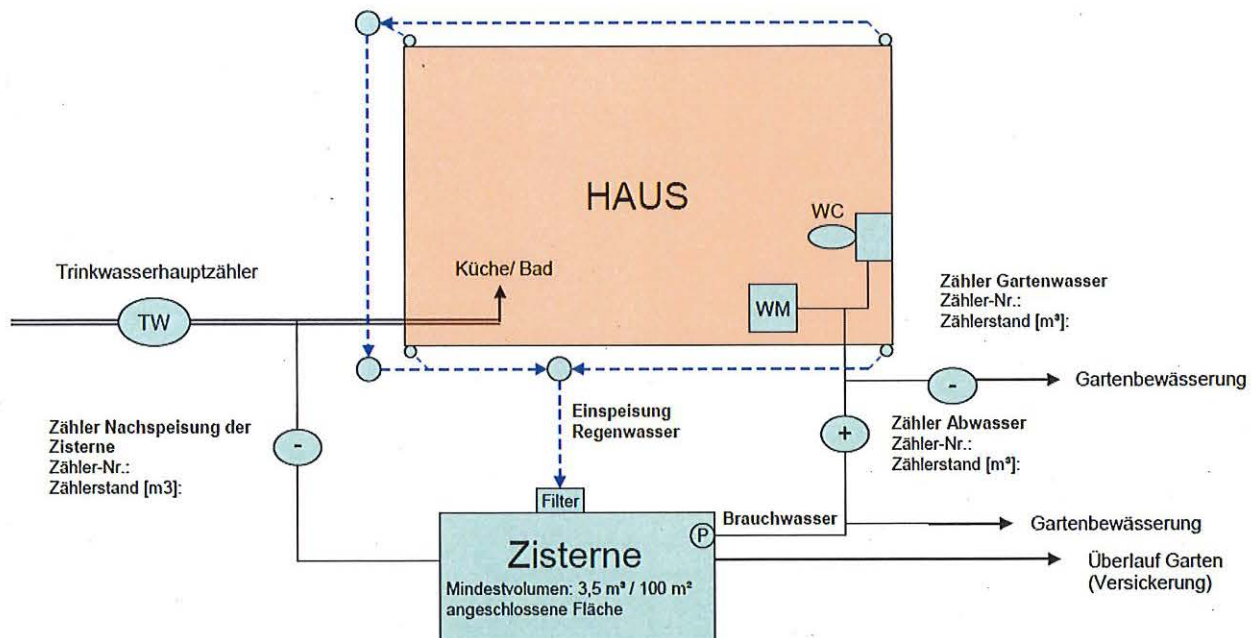 HAUS
WC
Trinkwasserhauptzähler
Küche/ Bad
TW
WM
Zähler Gartenwasser
Zähler-Nr.:
Zählerstand [m³]:
-
Gartenbewässerung
Zähler Nachspeisung der
Zisterne
Zähler-Nr.:
Zählerstand [m3]:
-
Einspeisung
Regenwasser
+
Zähler Abwasser
Zähler-Nr.:
Zählerstand [m³]:
Filter
Brauchwasser
P
Gartenbewässerung
Zisterne
Mindestvolumen: 3,5 m³ / 100 m²
angeschlossene Fläche
Überlauf Garten
(Versickerung)